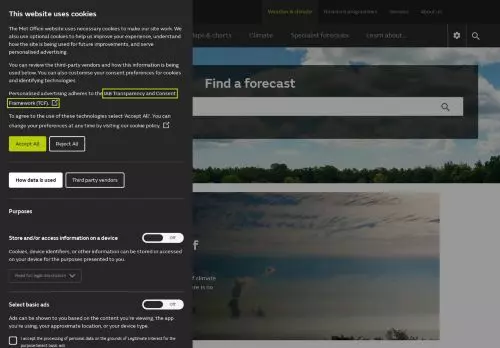 This website uses cookies
Weather & climate
Research programmes
Services
About us
The Met Office website uses necessary cookies to make our site work. We
also use optional cookies to help us improve your experience, understand
how the site is being used for future improvements, and to serve
personalised advertising.
& charts
Climate
Specialist forecasts
Learn about...
You can review the third-party vendors and how this information is being
used below. You can also customise your consent preferences for cookies
and identifying technologies.
Find a forecast
Personalised advertising adheres to the IAB Transparency and Consent
Framework (TCF).
To agree to the use of these technologies select 'Accept All'. You can
change your preferences at any time by visiting our cookie policy.
Accept All
Reject All
How data is used
Third party vendors
Purposes
Store and/or access information on a device
Off
Cookies, device identifiers, or other information can be stored or accessed
on your device for the purposes presented to you.
f climate
re is no
Select basic ads
Off
Ads can be shown to you based on the content you're viewing, the app
you're using, your approximate location, or your device type.
I accept the processing of personal data on the grounds of Legitimate Interest for the
purpose Select basic ads